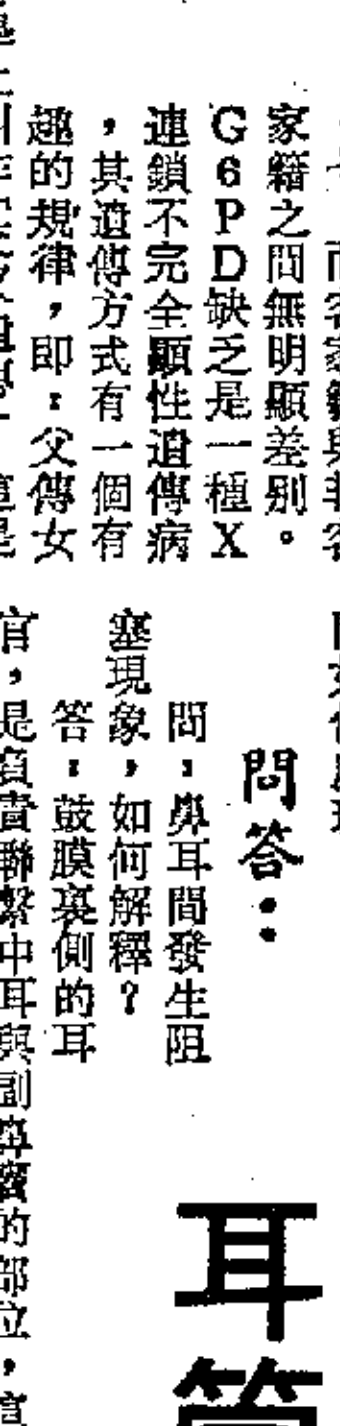 家籍之間無明顯差別。
G6PD缺乏是一種X
連鎖不完全顯性遺傳病
，其遺傳方式有一個有
趣的規律，即：父傳女
問答：
問：鼻耳間發生阻
塞現象，如何解釋？
答：鼓膜裏側的耳
官，是負責聯繫中耳與副鼻竇的部位，
耳